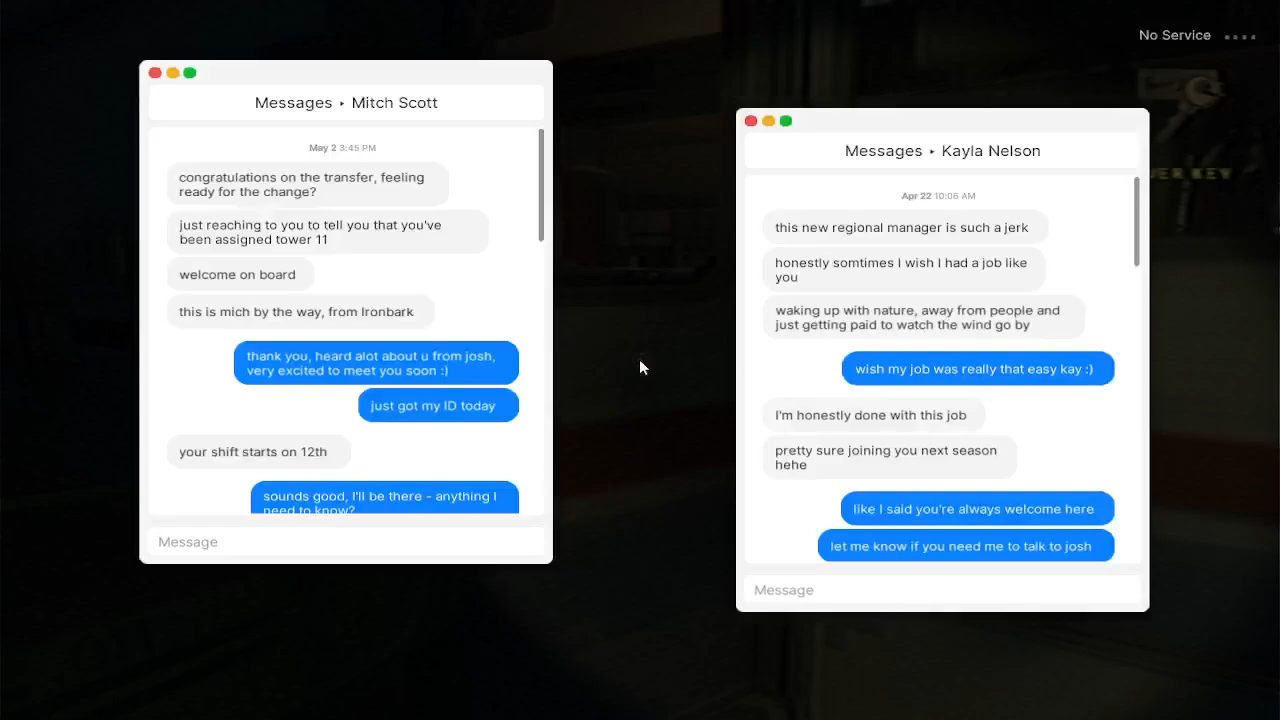 No Service
Messages ▸ Mitch Scott
May 2 3:45 PM
congratulations on the transfer, feeling
ready for the change?
just reaching to you to tell you that you've
been assigned tower 11
welcome on board
this is mich by the way, from Ironbark
thank you, heard alot about u from josh,
very excited to meet you soon :)
just got my ID today
your shift starts on 12th
sounds good, I'll be there - anything I
need to know?
Message
Messages ▸ Kayla Nelson
Apr 22 10:06 AM
this new regional manager is such a jerk
honestly somtimes I wish I had a job like
you
waking up with nature, away from people and
just getting paid to watch the wind go by
wish my job was really that easy kay :)
I'm honestly done with this job
pretty sure joining you next season
hehe
like I said you're always welcome here
let me know if you need me to talk to josh
Message
KEY